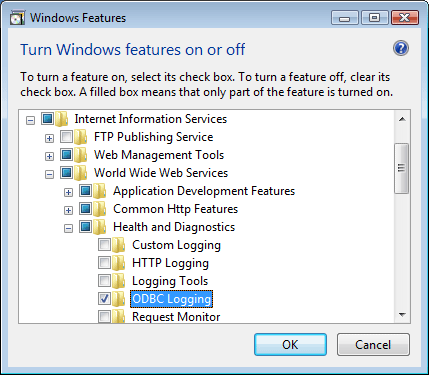 Windows Features
Turn Windows features on or off
To turn a feature on, select its check box. To turn a feature off, clear its
check box. A filled box means that only part of the feature is turned on.
Internet Information Services
FTP Publishing Service
Web Management Tools
World Wide Web Services
Application Development Features
Common Http Features
Health and Diagnostics
Custom Logging
HTTP Logging
Logging Tools
ODBC Logging
Request Monitor
OK Cancel